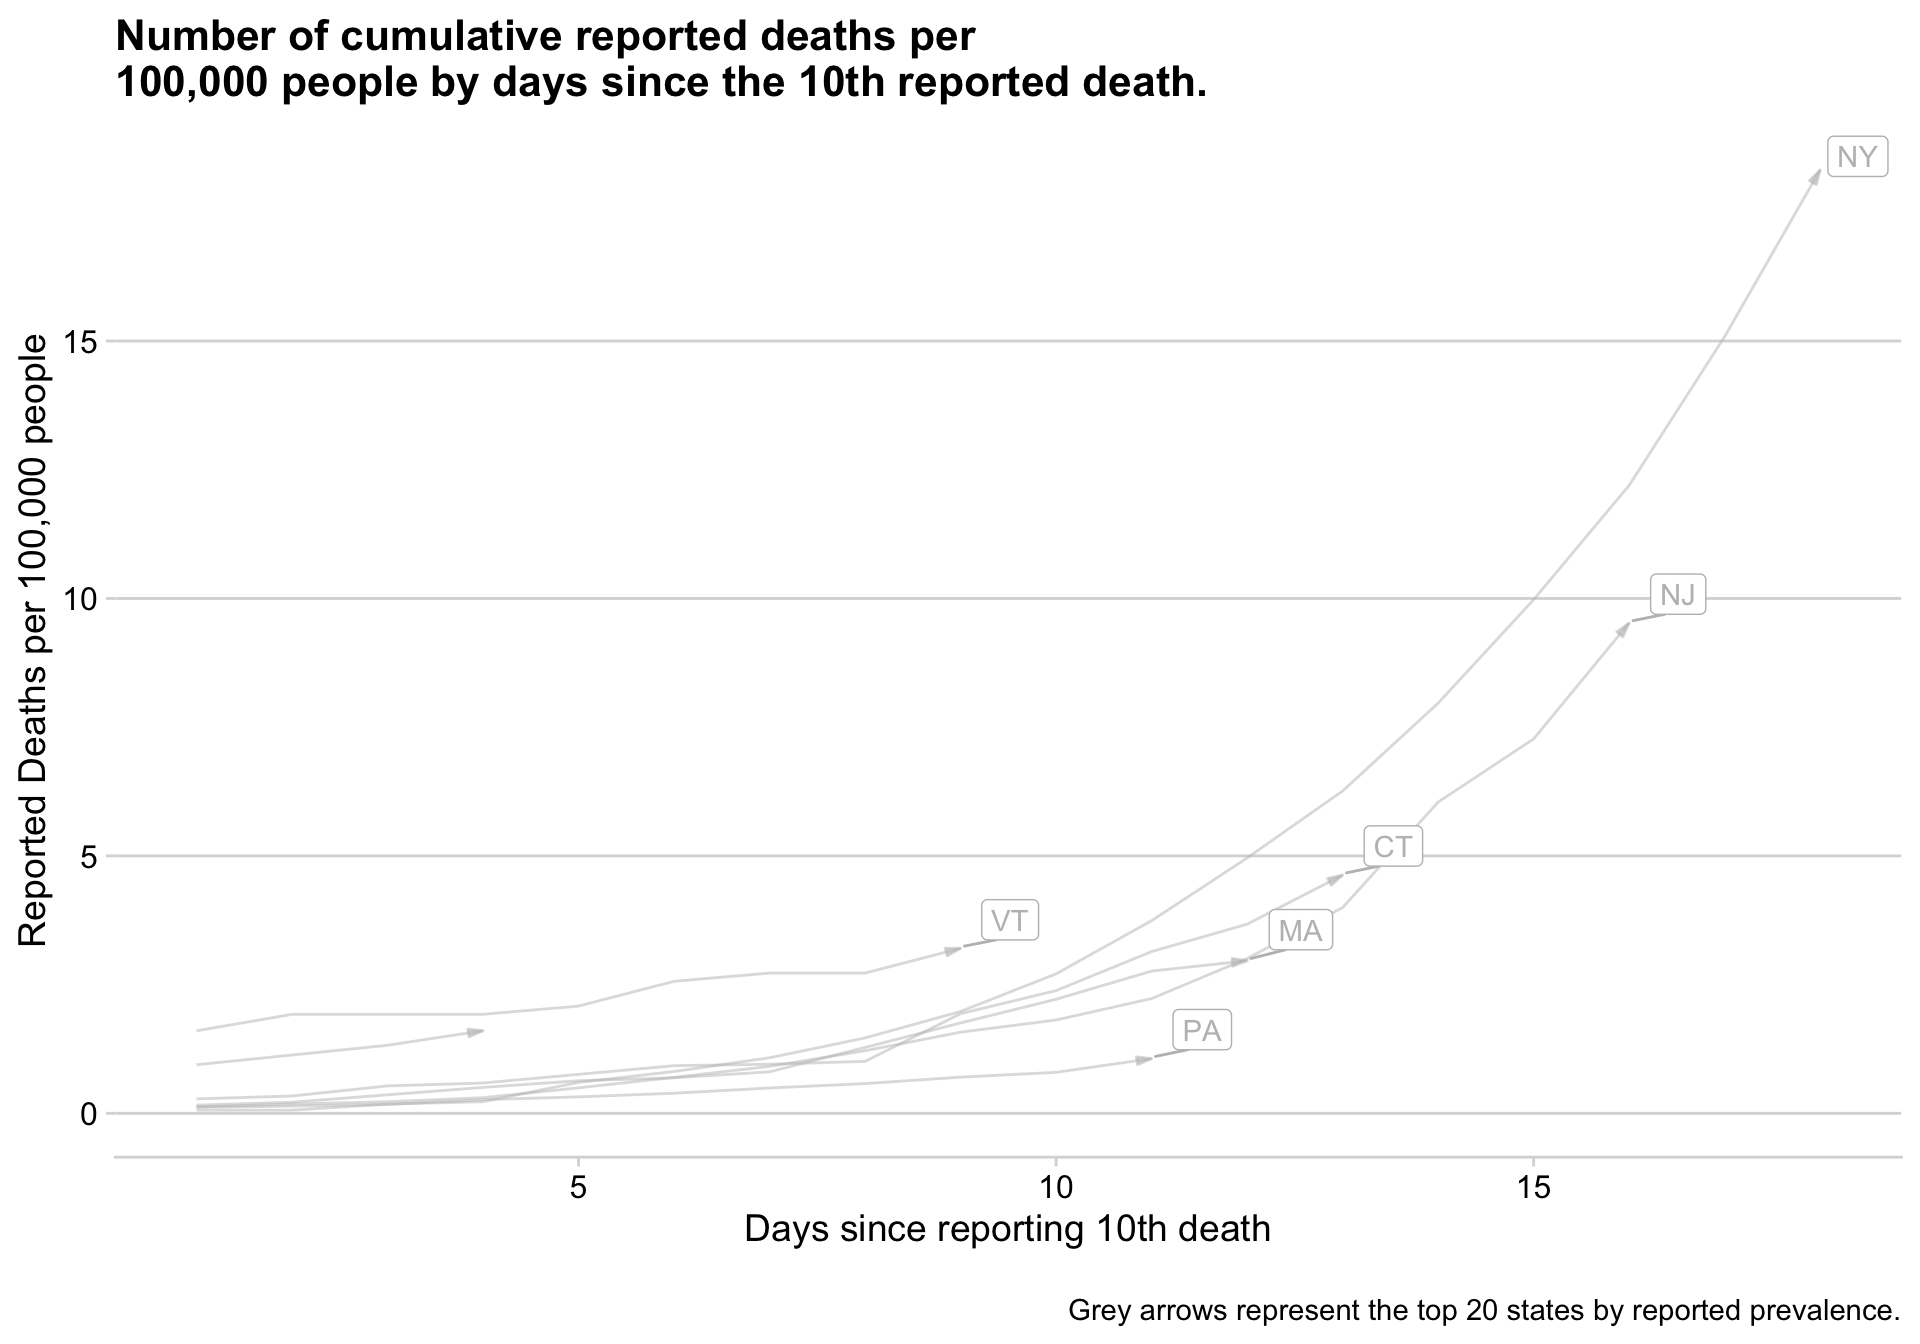 Number of cumulative reported deaths per
100,000 people by days since the 10th reported death.
NY
15
NJ
10
CT
5
VT
MA
PA
0
Reported Deaths per 100,000 people
5
10
15
Days since reporting 10th death
Grey arrows represent the top 20 states by reported prevalence.